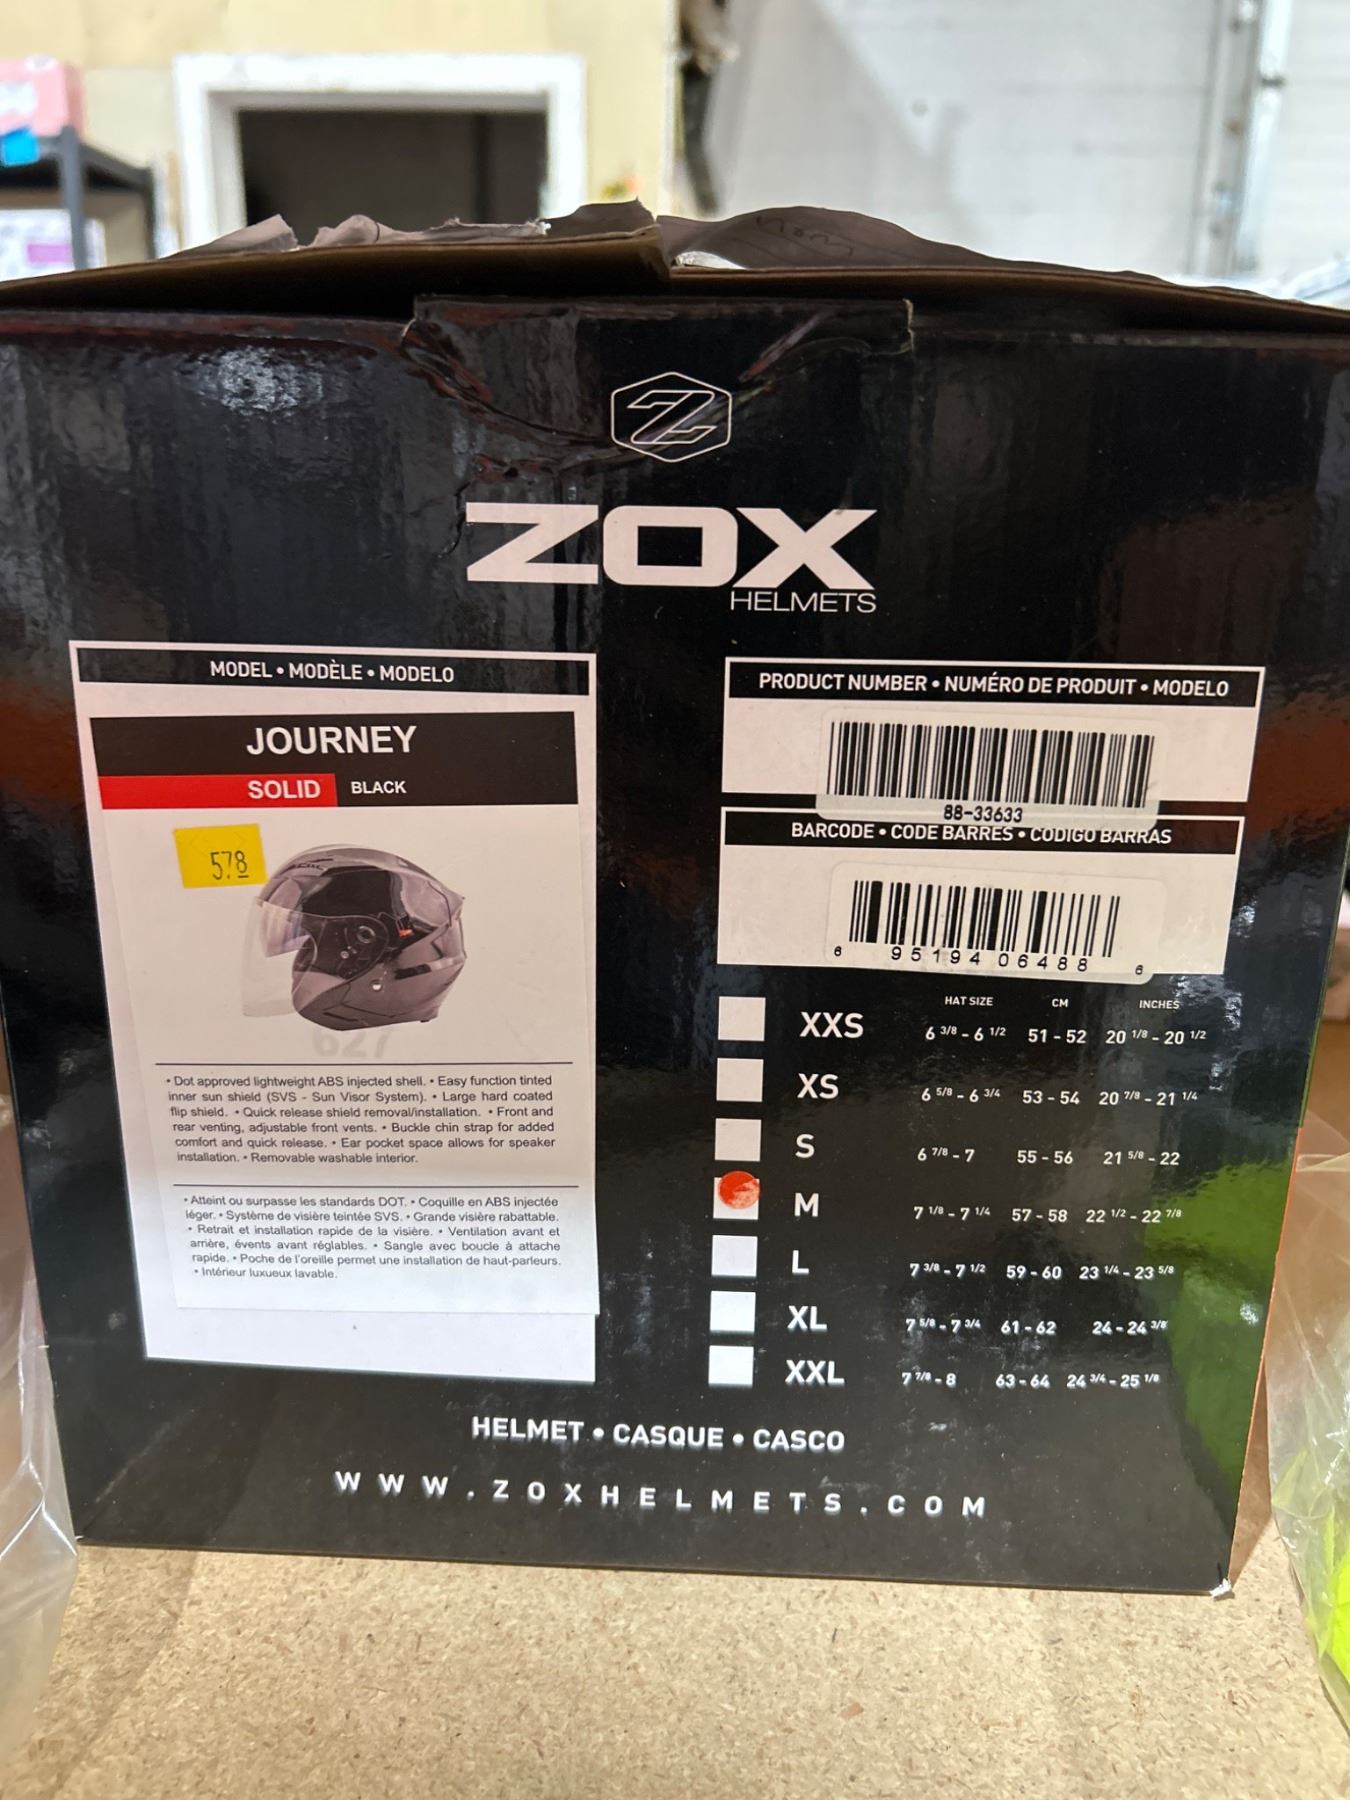 ZOX
HELMETS
MODEL • MODÈLE • MODELO
JOURNEY
SOLID BLACK
578
627
• Dot approved lightweight ABS injected shell. • Easy function tinted
inner sun shield (SVS - Sun Visor System). • Large hard coated
flip shield. • Quick release shield removal/installation. • Front and
rear venting, adjustable front vents. • Buckle chin strap for added
comfort and quick release. • Ear pocket space allows for speaker
installation. • Removable washable interior.
• Atteint ou surpasse les standards DOT. • Coquille en ABS injectée
léger. • Système de visière teintée SVS. • Grande visière rabattable.
• Retrait et installation rapide de la visière. • Ventilation avant et
arrière, évents avant réglables. • Sangle avec boucle à attache
rapide. • Poche de l'oreille permet une installation de haut-parleurs.
• Intérieur luxueux lavable.
PRODUCT NUMBER • NUMÉRO DE PRODUIT • MODELO
88-33633
BARCODE • CODE BARRES • CÓDIGO BARRAS
6 95194 06488 6
HAT SIZE CM INCHES
XXS 6 3/8 - 6 1/2 51 - 52 20 1/8 - 20 1/2
XS 6 5/8 - 6 3/4 53 - 54 20 7/8 - 21 1/4
S 6 7/8 - 7 55 - 56 21 5/8 - 22
M 7 1/8 - 7 1/4 57 - 58 22 1/2 - 22 7/8
L 7 3/8 - 7 1/2 59 - 60 23 1/4 - 23 5/8
XL 7 5/8 - 7 3/4 61 - 62 24 - 24 3/8
XXL 7 7/8 - 8 63 - 64 24 3/4 - 25 1/8
HELMET • CASQUE • CASCO
WWW.ZOXHELMETS.COM